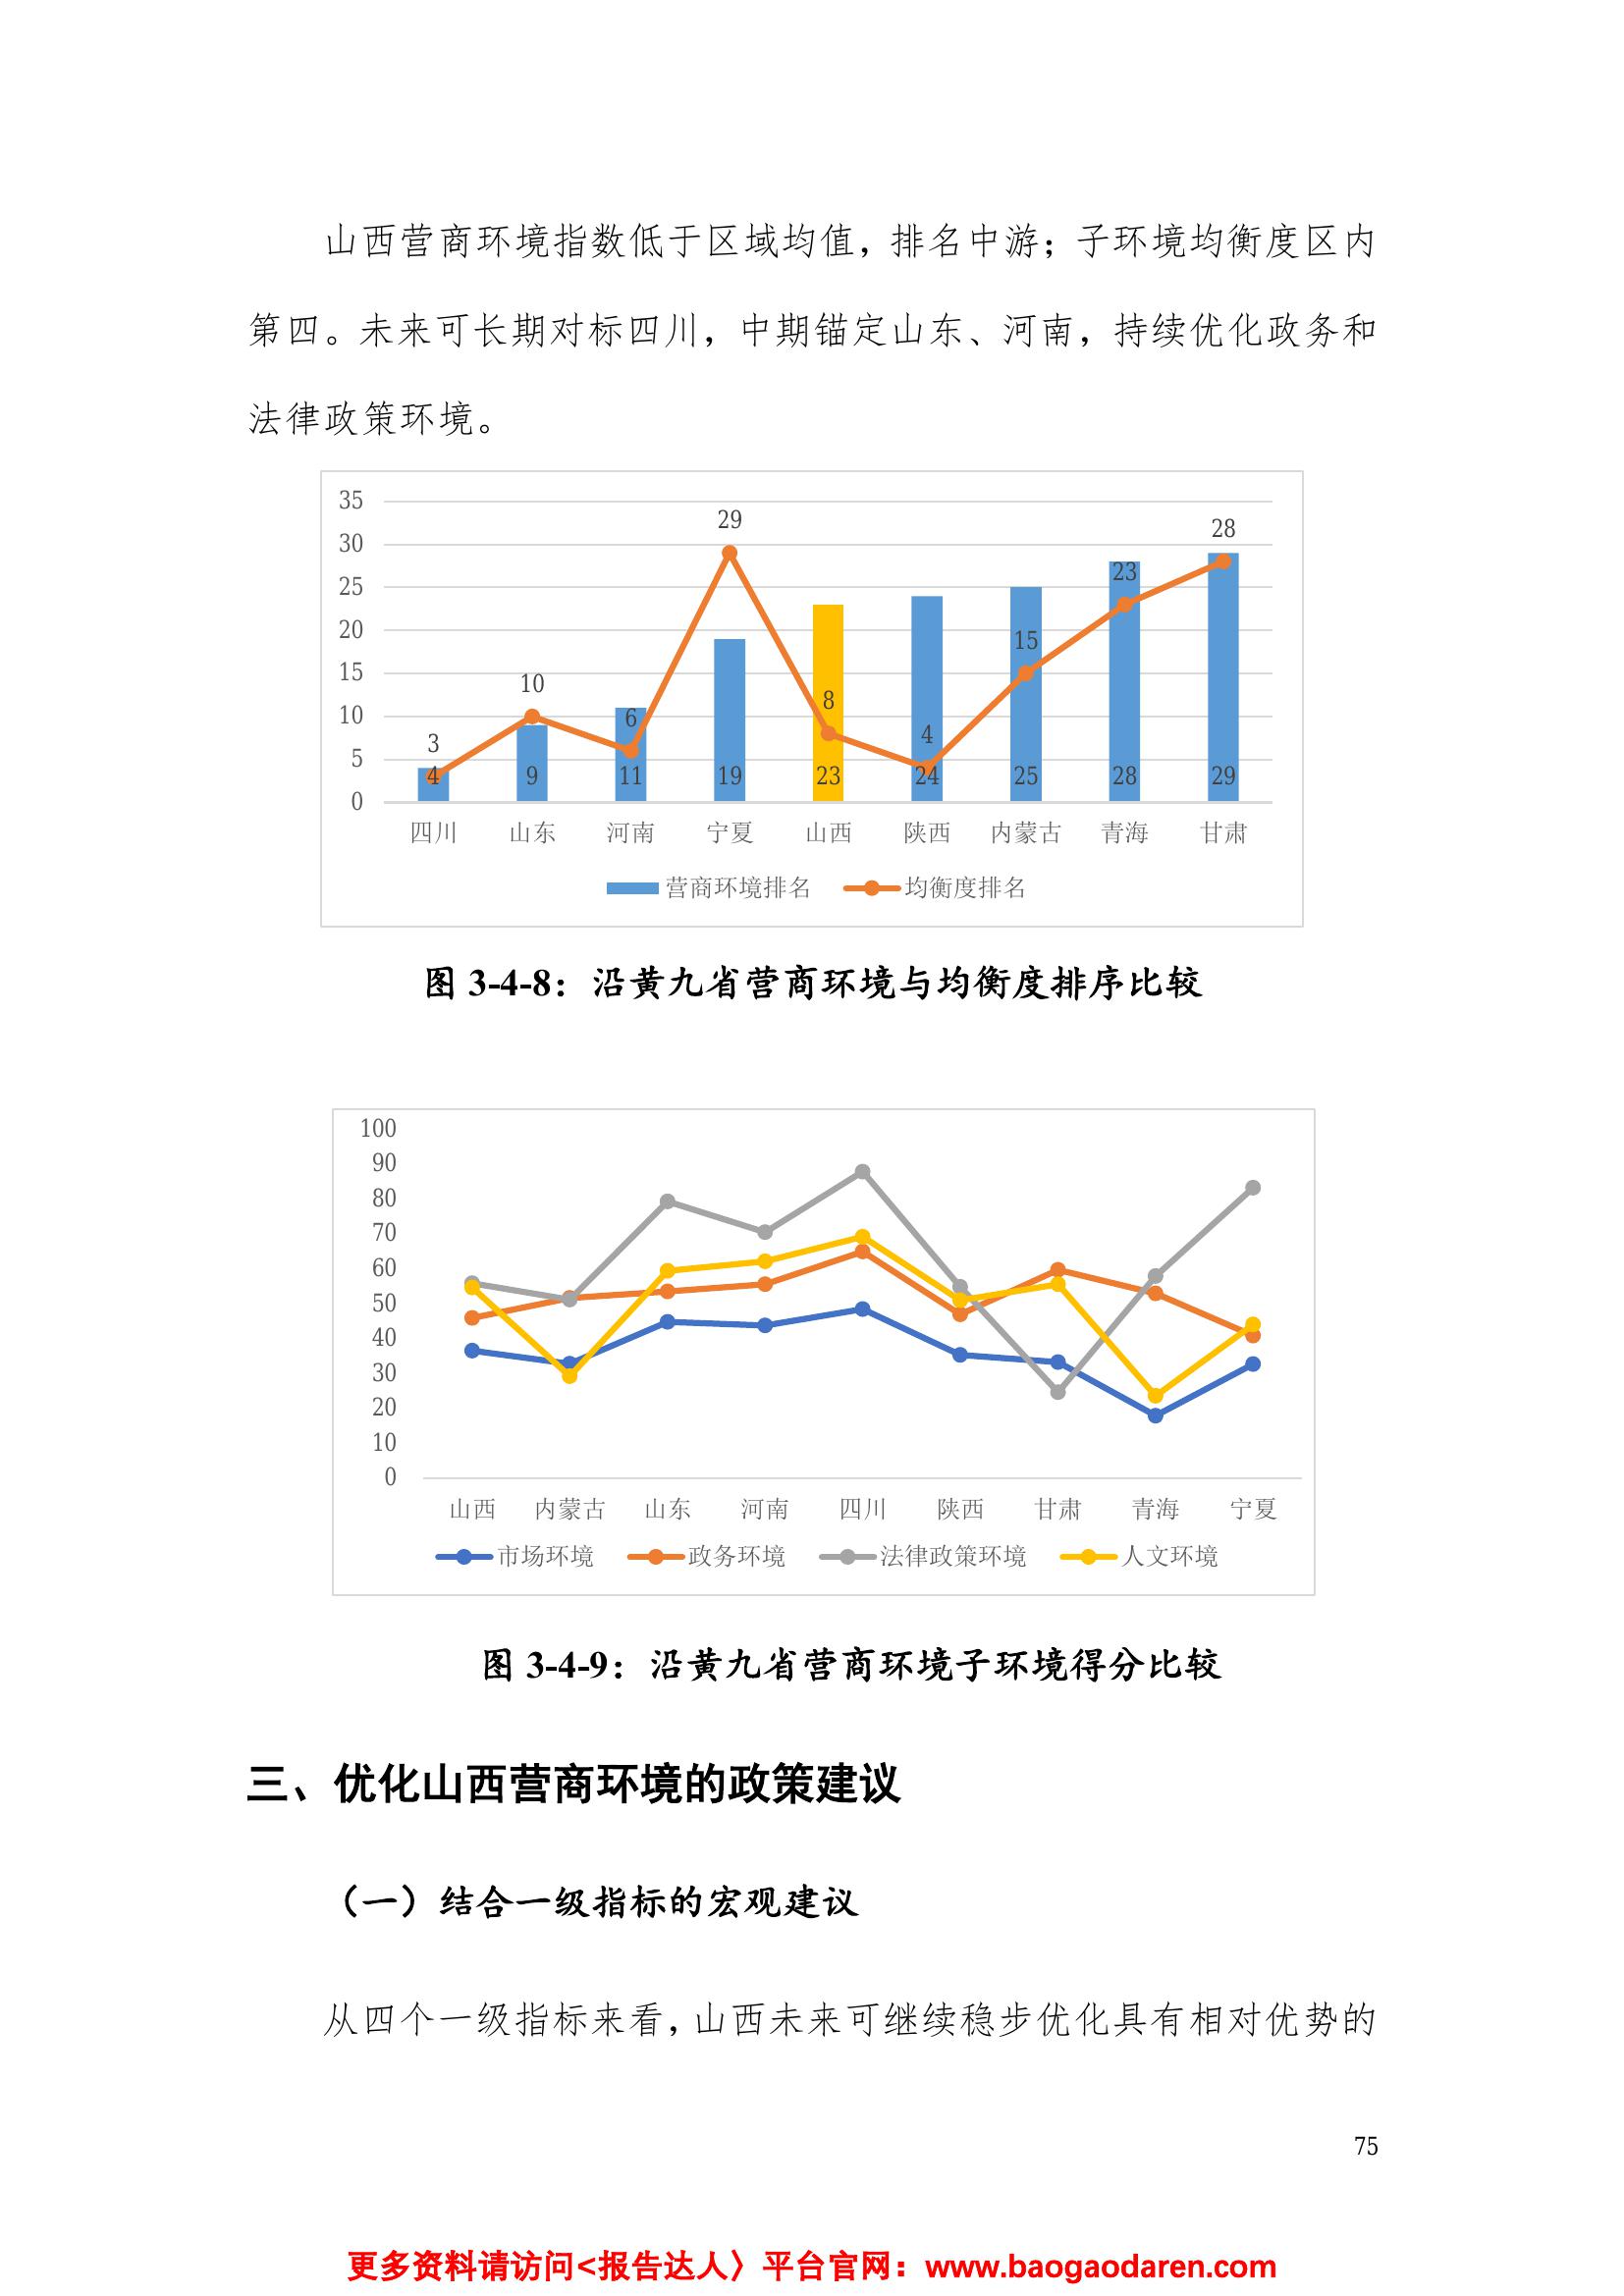 山西营商环境指数低于区域均值，排名中游；子环境均衡度区内
第四。未来可长期对标四川，中期锚定山东、河南，持续优化政务和
法律政策环境。
35
30
25
20
15
10
5
0
3 10 6 29 8 4 15 23 28
4 9 11 19 23 24 25 28 29
四川 山东 河南 宁夏 山西 陕西 内蒙古 青海 甘肃
营商环境排名 均衡度排名
图 3-4-8：沿黄九省营商环境与均衡度排序比较
100
90
80
70
60
50
40
30
20
10
0
山西 内蒙古 山东 河南 四川 陕西 甘肃 青海 宁夏
市场环境 政务环境 法律政策环境 人文环境
图 3-4-9：沿黄九省营商环境子环境得分比较
三、优化山西营商环境的政策建议
（一）结合一级指标的宏观建议
从四个一级指标来看，山西未来可继续稳步优化具有相对优势的
75
更多资料请访问<报告达人〉平台官网：www.baogaodaren.com